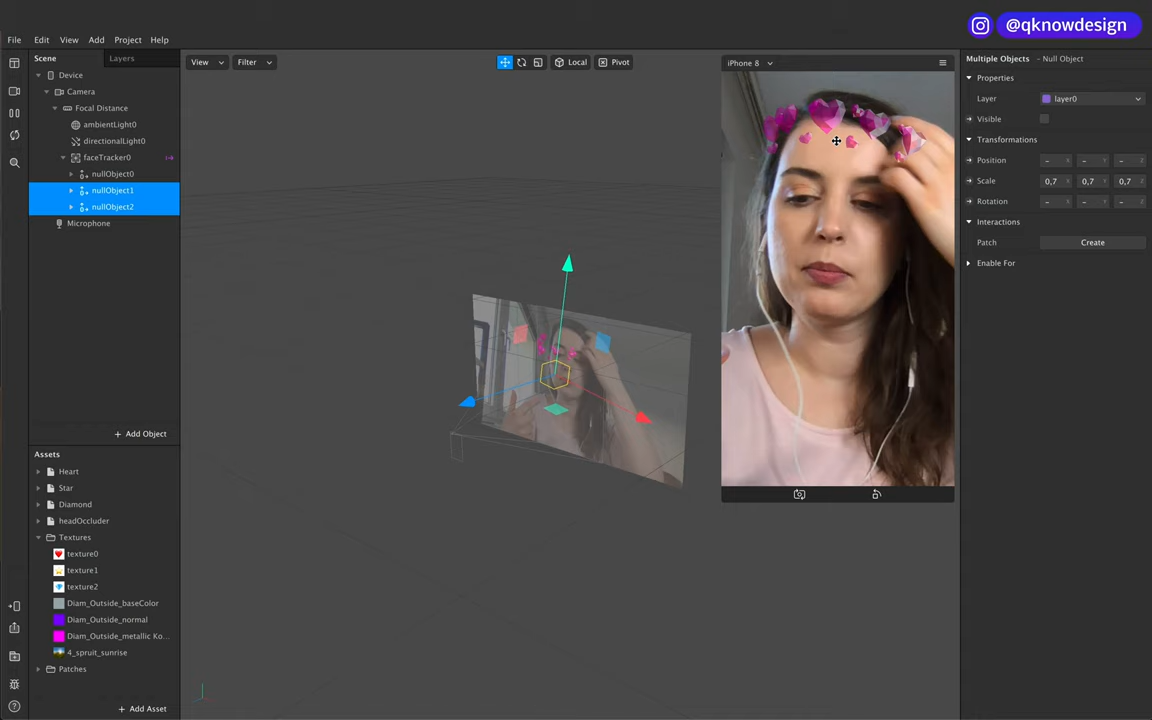 @qknowdesign
File Edit View Add Project Help
Scene Layers
Device
Camera
Focal Distance
ambientLight0
directionalLight0
faceTracker0
nullObject0
nullObject1
nullObject2
Microphone
+ Add Object
Assets
Heart
Star
Diamond
headOccluder
Textures
texture0
texture1
texture2
Diam_Outside_baseColor
Diam_Outside_normal
Diam_Outside_metallic Ko...
4_spruit_sunrise
Patches
+ Add Asset
View Filter Local Pivot
iPhone 8
Multiple Objects - Null Object
Properties
Layer layer0
Visible
Transformations
Position - X - Y - Z
Scale 0,7 X 0,7 Y 0,7 Z
Rotation - X - Y - Z
Interactions
Patch Create
Enable For